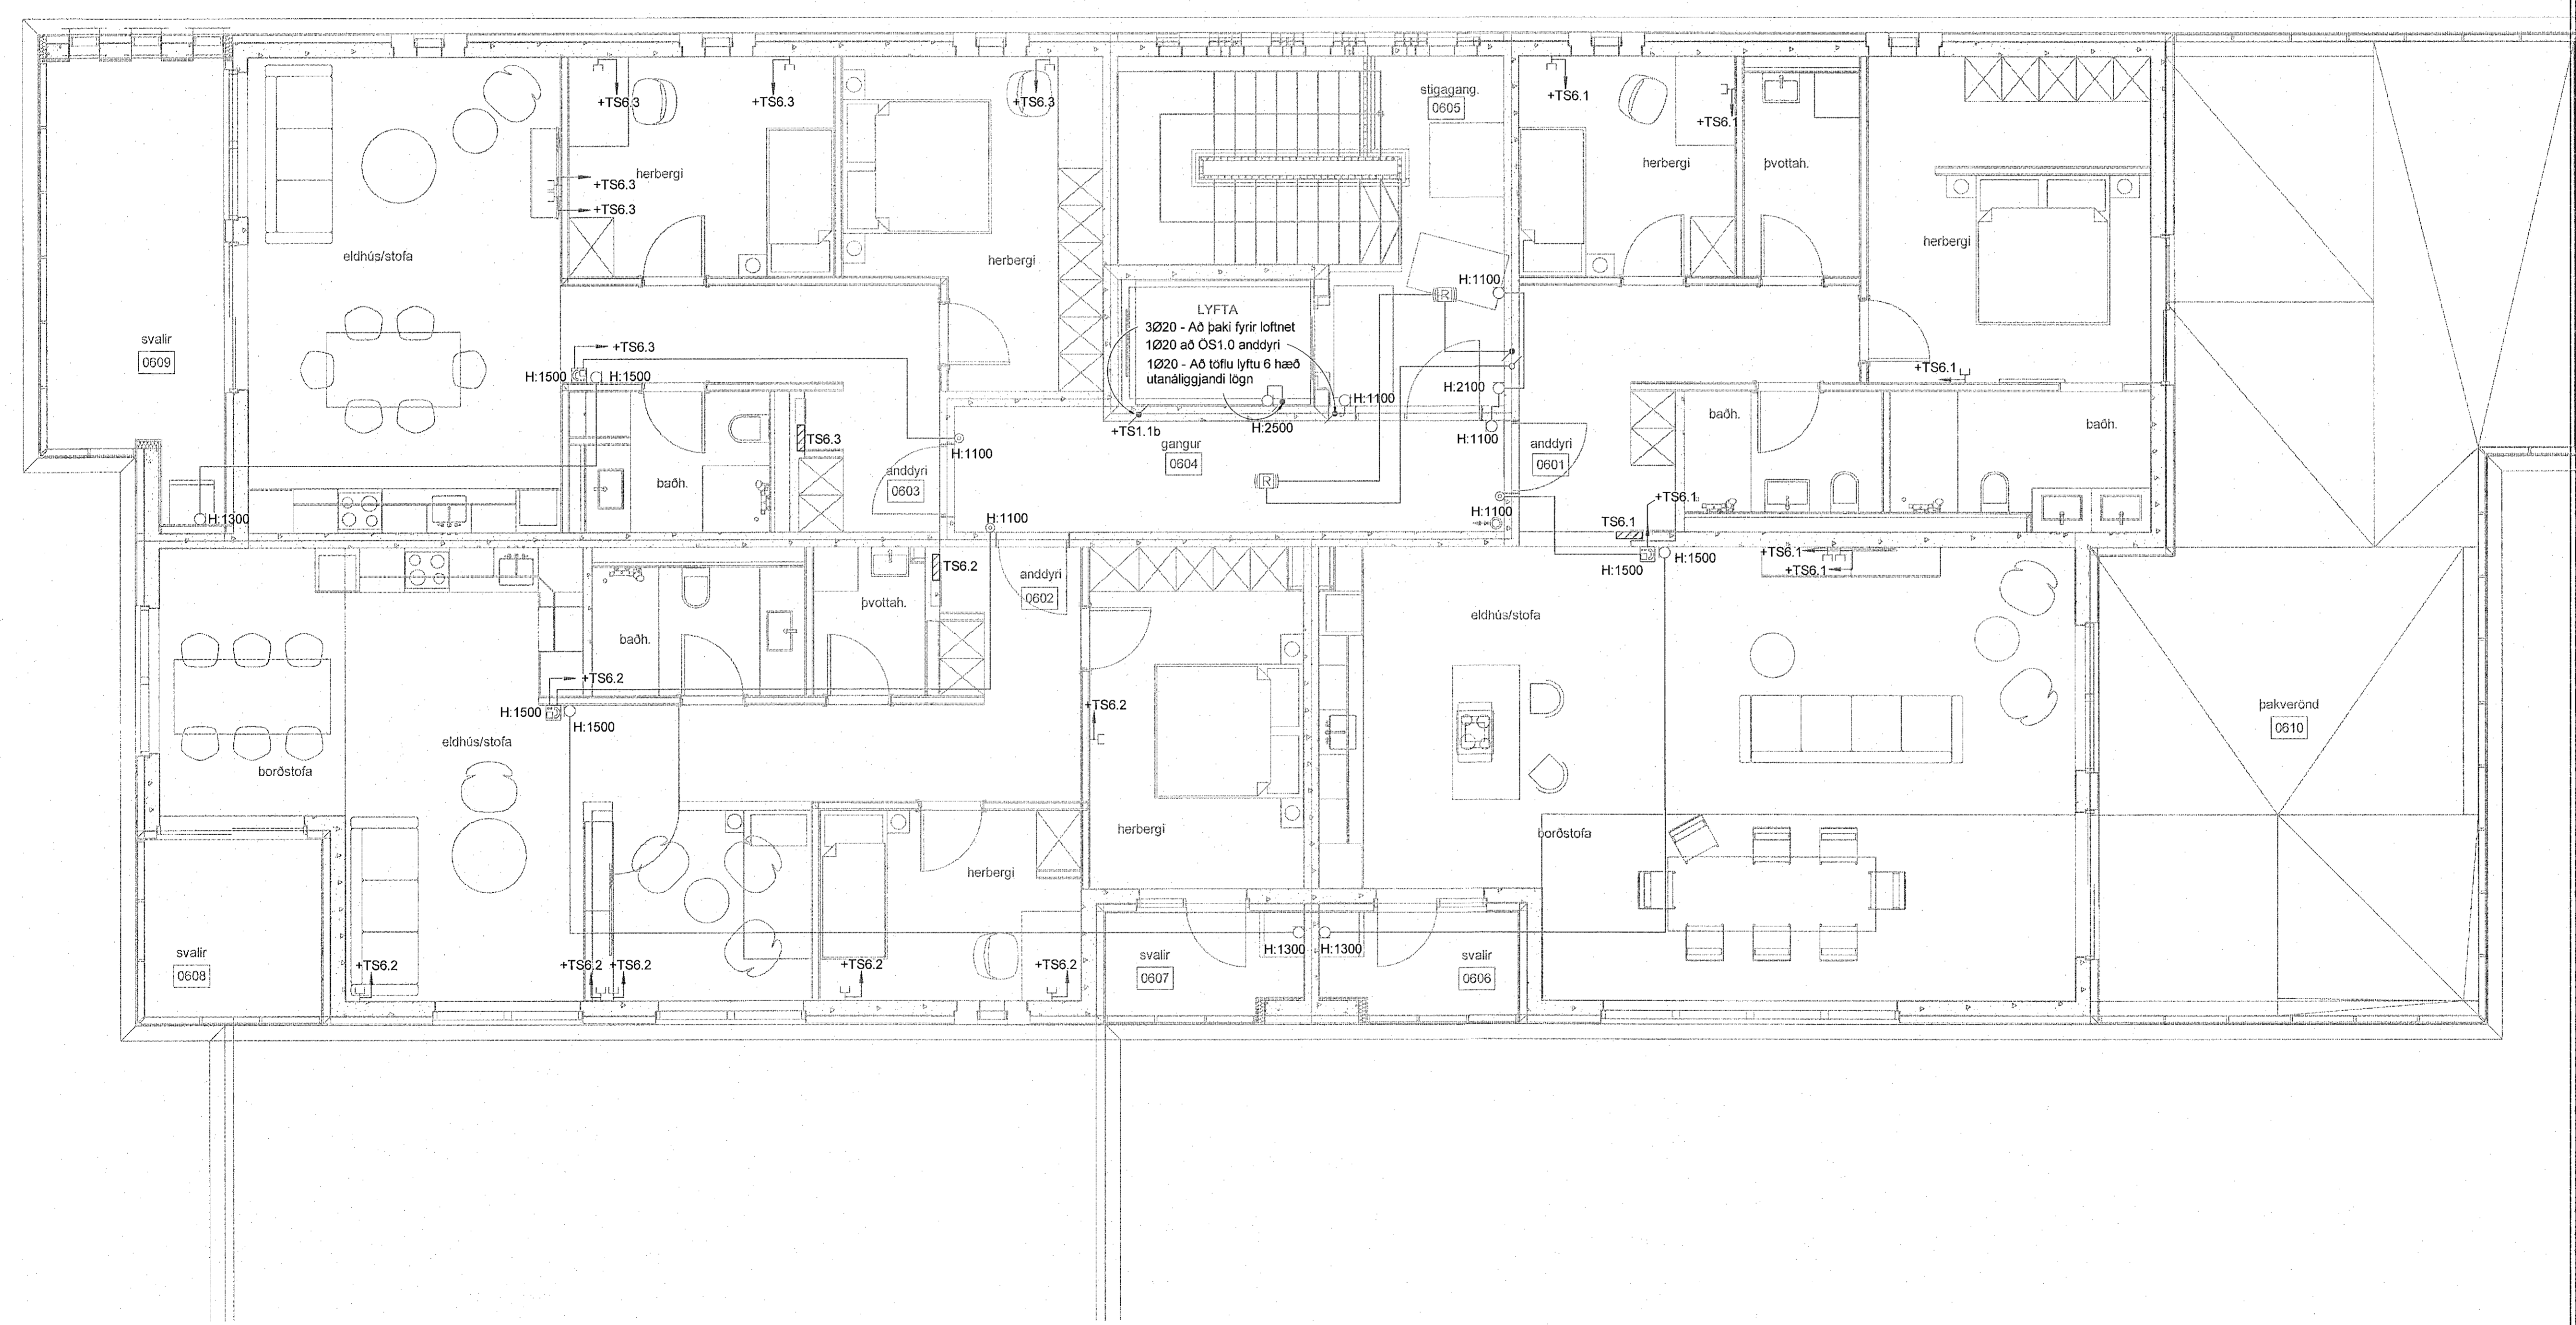 +TS6.3
+TS6.3
+TS6.3
stigagang.
0605
+TS6.1
+TS6.1
herbergi
þvottah.
herbergi
+TS6.3
+TS6.3
eldhús/stofa
herbergi
herbergi
svalir
0609
LYFTA
3Ø20 - Að þaki fyrir loftnet
1Ø20 að ÖS1.0 anddyri
1Ø20 - Að töflu lyftu 6 hæð
utanáliggjandi lögn
R
H:1100
+TS6.3
H:1500
H:1500
H:2100
H:1100
+TS6.1
+TS1.1b
H:2500
H:1100
TS6.3
baðh.
baðh.
gangur
0604
anddyri
0601
H:1100
anddyri
0603
baðh.
R
H:1300
H:1100
H:1100
+TS6.1
TS6.1
H:1500
H:1500
+TS6.1
+TS6.1
TS6.2
anddyri
0602
þvottah.
baðh.
eldhús/stofa
+TS6.2
H:1500
H:1500
+TS6.2
þakverönd
0610
eldhús/stofa
borðstofa
herbergi
borðstofa
herbergi
svalir
0608
+TS6.2
+TS6.2
+TS6.2
+TS6.2
+TS6.2
svalir
0607
H:1300
H:1300
svalir
0606